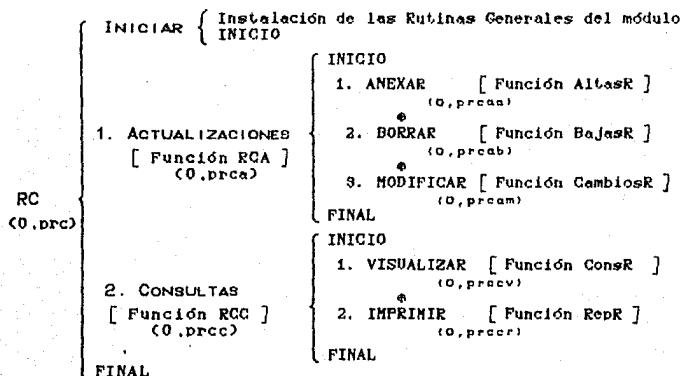 INICIAR { Instalación de las Rutinas Generales del módulo
INICIO
INICIO
1. ANEXAR [ Función AltasR ]
(0,prcaa)
⊕
1. ACTUALIZACIONES
2. BORRAR [ Función BajasR ]
[ Función RCA ]
(0,prcab)
(0,prca)
⊕
3. MODIFICAR [ Función CambiosR ]
(0,prcam)
RC
FINAL
(0,prc)
INICIO
1. VISUALIZAR [ Función ConsR ]
2. CONSULTAS
(0,prccv)
⊕
[ Función RCC ]
2. IMPRIMIR [ Función RepR ]
(0,prcc)
(0,prccr)
FINAL
FINAL